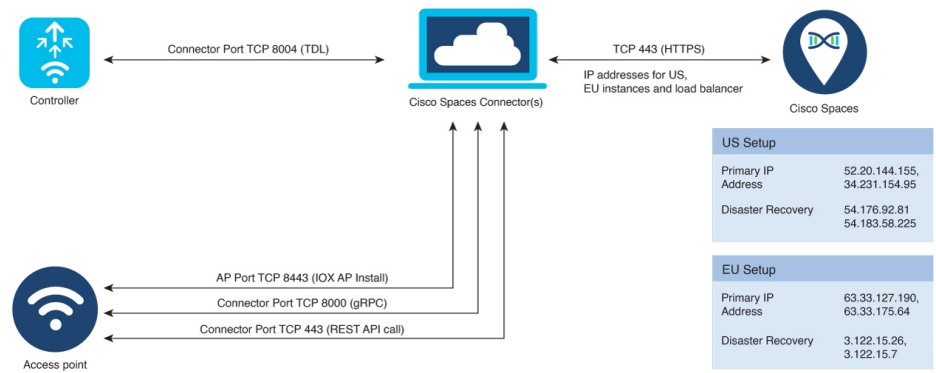 Connector Port TCP 8004 (TDL)
TCP 443 (HTTPS)
IP addresses for US,
EU instances and load balancer
Controller
Cisco Spaces Connector(s)
Cisco Spaces
US Setup
Primary IP
Address
52.20.144.155,
34.231.154.95
Disaster Recovery
54.176.92.81
54.183.58.225
AP Port TCP 8443 (IOX AP Install)
Connector Port TCP 8000 (gRPC)
Connector Port TCP 443 (REST API call)
Access point
EU Setup
Primary IP
Address
63.33.127.190,
63.33.175.64
Disaster Recovery
3.122.15.26,
3.122.15.7